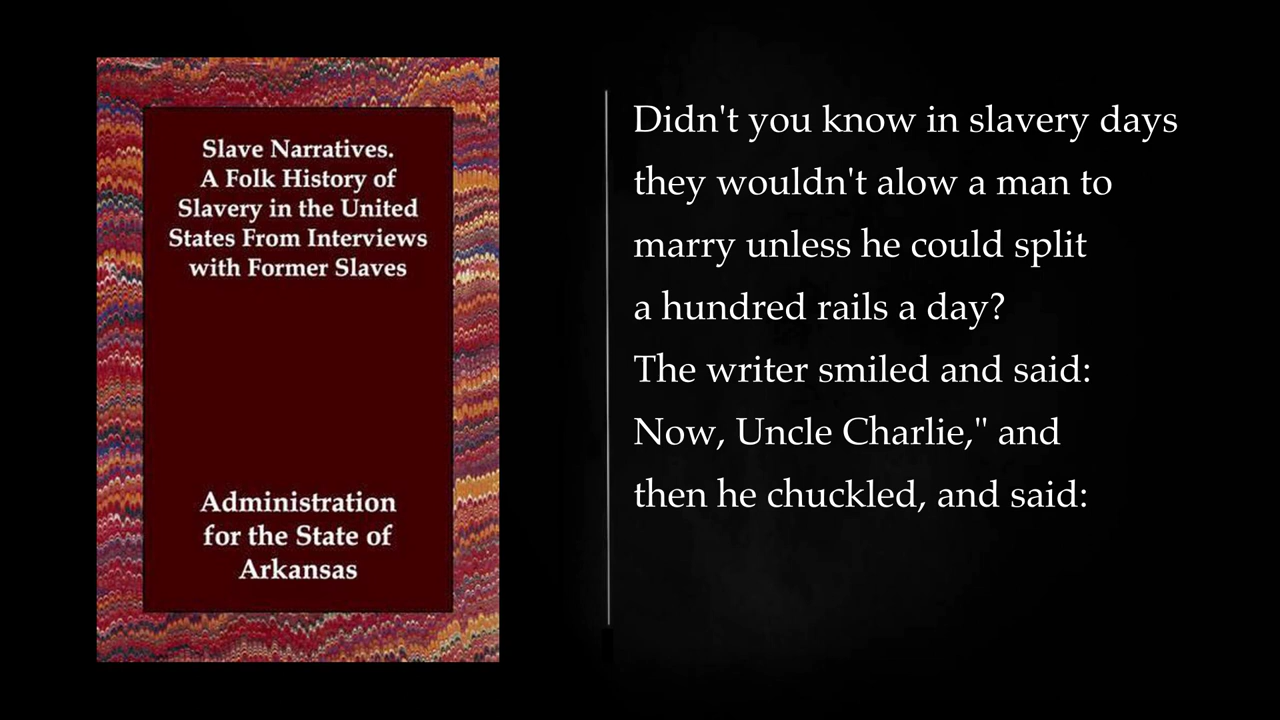 Slave Narratives.
A Folk History of
Slavery in the United
States From Interviews
with Former Slaves
Administration
for the State of
Arkansas
Didn't you know in slavery days
they wouldn't alow a man to
marry unless he could split
a hundred rails a day?
The writer smiled and said:
Now, Uncle Charlie," and
then he chuckled, and said: